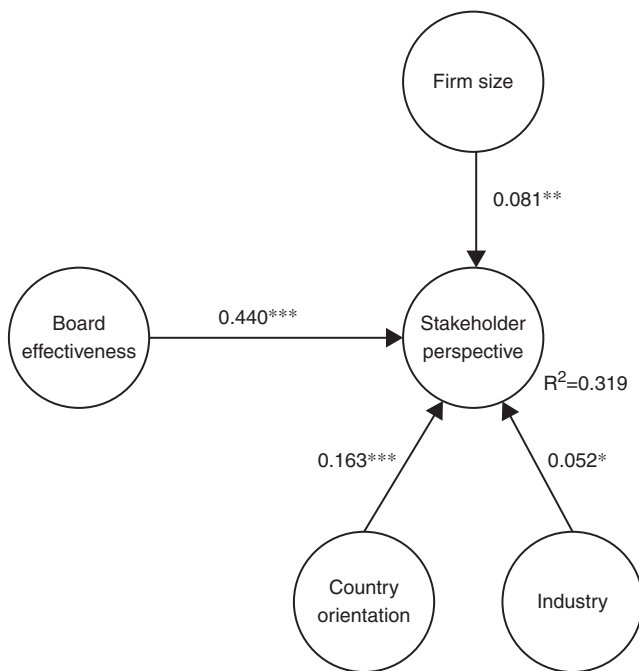 Firm size
0.081**
Board
effectiveness
0.440***
Stakeholder
perspective
R²=0.319
0.163***
0.052*
Country
orientation
Industry